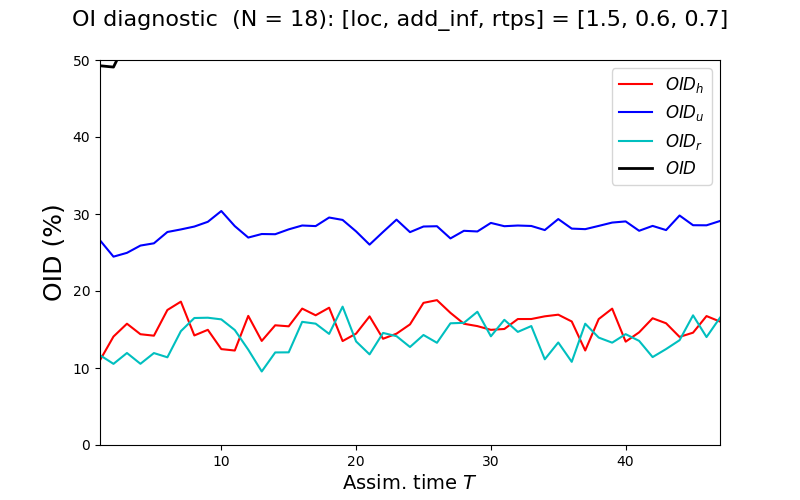 OI diagnostic (N = 18): [loc, add_inf, rtps] = [1.5, 0.6, 0.7]
50
40
30
20
10
0
OID (%)
OID_h
OID_u
OID_r
OID
10 20 30 40
Assim. time T